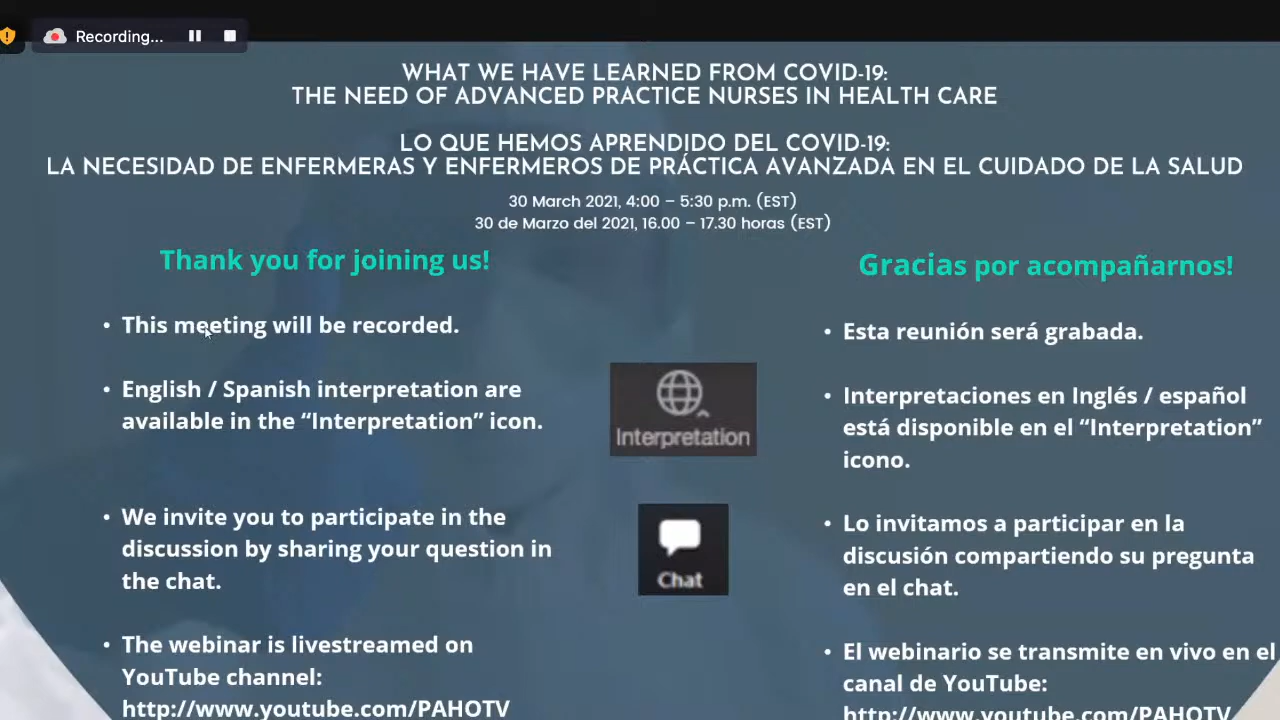 Recording...
WHAT WE HAVE LEARNED FROM COVID-19:
THE NEED OF ADVANCED PRACTICE NURSES IN HEALTH CARE
LO QUE HEMOS APRENDIDO DEL COVID-19:
LA NECESIDAD DE ENFERMERAS Y ENFERMEROS DE PRÁCTICA AVANZADA EN EL CUIDADO DE LA SALUD
30 March 2021, 4:00 – 5:30 p.m. (EST)
30 de Marzo del 2021, 16.00 – 17.30 horas (EST)
Thank you for joining us!
• This meeting will be recorded.
• English / Spanish interpretation are
available in the “Interpretation” icon.
• We invite you to participate in the
discussion by sharing your question in
the chat.
• The webinar is livestreamed on
YouTube channel:
http://www.youtube.com/PAHOTV
Interpretation
Chat
Gracias por acompañarnos!
• Esta reunión será grabada.
• Interpretaciones en Inglés / español
está disponible en el “Interpretation”
icono.
• Lo invitamos a participar en la
discusión compartiendo su pregunta
en el chat.
• El webinario se transmite en vivo en el
canal de YouTube:
http://www.youtube.com/PAHOTV